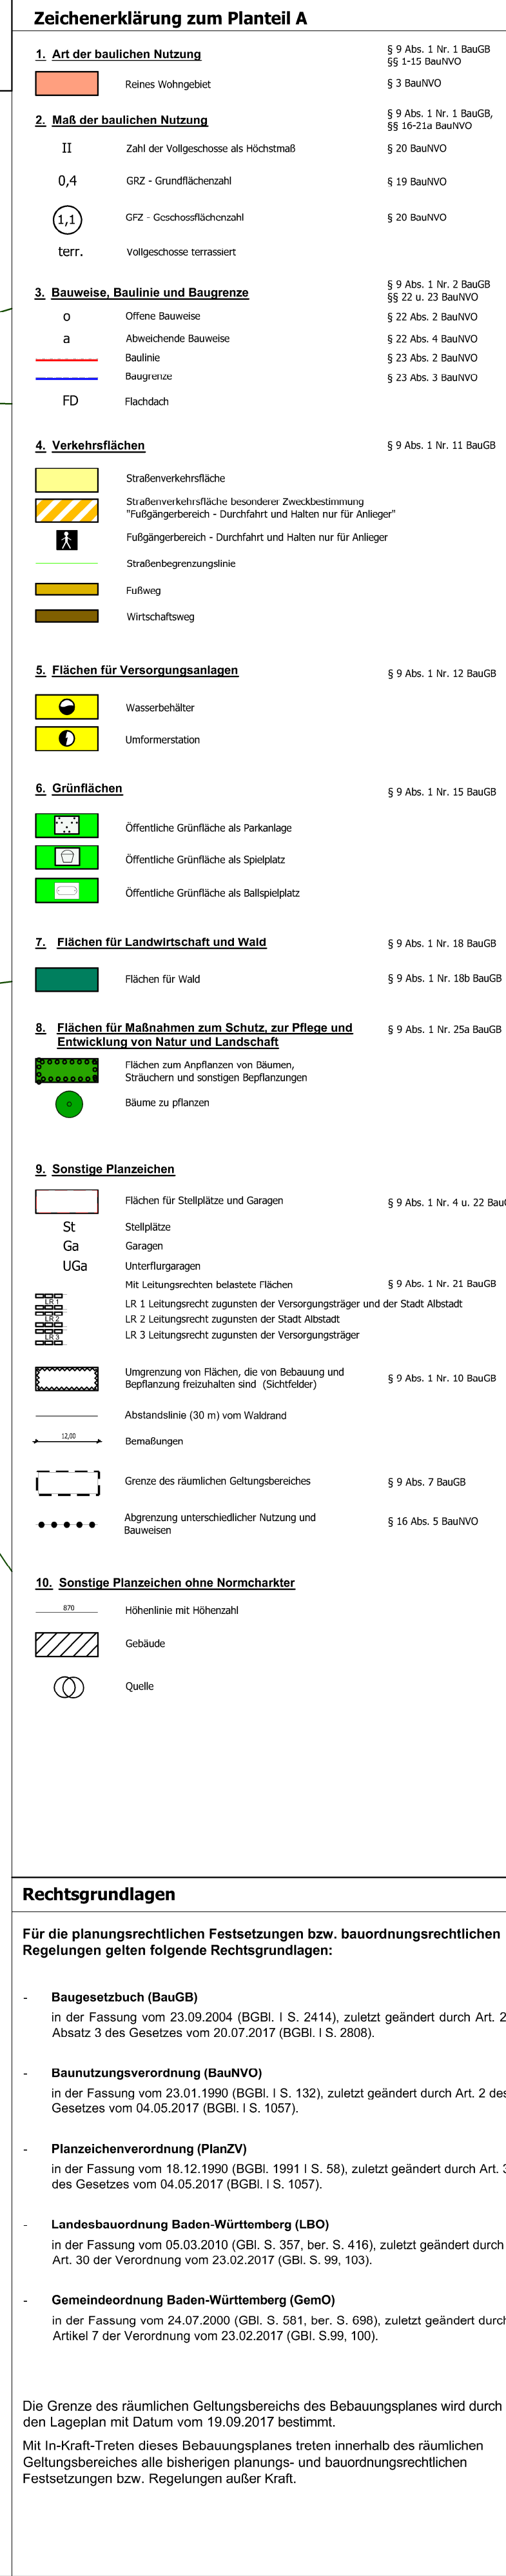 Zeichenerklärung zum Planteil A
1. Art der baulichen Nutzung § 9 Abs. 1 Nr. 1 BauGB
§§ 1-15 BauNVO
Reines Wohngebiet § 3 BauNVO
2. Maß der baulichen Nutzung § 9 Abs. 1 Nr. 1 BauGB,
§§ 16-21a BauNVO
II Zahl der Vollgeschosse als Höchstmaß § 20 BauNVO
0,4 GRZ - Grundflächenzahl § 19 BauNVO
1,1 GFZ - Geschossflächenzahl § 20 BauNVO
terr. Vollgeschosse terrassiert
3. Bauweise, Baulinie und Baugrenze § 9 Abs. 1 Nr. 2 BauGB
§§ 22 u. 23 BauNVO
o Offene Bauweise § 22 Abs. 2 BauNVO
a Abweichende Bauweise § 22 Abs. 4 BauNVO
Baulinie § 23 Abs. 2 BauNVO
Baugrenze § 23 Abs. 3 BauNVO
FD Flachdach
4. Verkehrsflächen § 9 Abs. 1 Nr. 11 BauGB
Straßenverkehrsfläche
Straßenverkehrsfläche besonderer Zweckbestimmung
"Fußgängerbereich - Durchfahrt und Halten nur für Anlieger"
Fußgängerbereich - Durchfahrt und Halten nur für Anlieger
Straßenbegrenzungslinie
Fußweg
Wirtschaftsweg
5. Flächen für Versorgungsanlagen § 9 Abs. 1 Nr. 12 BauGB
Wasserbehälter
Umformerstation
6. Grünflächen § 9 Abs. 1 Nr. 15 BauGB
Öffentliche Grünfläche als Parkanlage
Öffentliche Grünfläche als Spielplatz
Öffentliche Grünfläche als Ballspielplatz
7. Flächen für Landwirtschaft und Wald § 9 Abs. 1 Nr. 18 BauGB
Flächen für Wald § 9 Abs. 1 Nr. 18b BauGB
8. Flächen für Maßnahmen zum Schutz, zur Pflege und § 9 Abs. 1 Nr. 25a BauGB
Entwicklung von Natur und Landschaft
Flächen zum Anpflanzen von Bäumen,
Sträuchern und sonstigen Bepflanzungen
Bäume zu pflanzen
9. Sonstige Planzeichen
Flächen für Stellplätze und Garagen § 9 Abs. 1 Nr. 4 u. 22 Bau
St Stellplätze
Ga Garagen
UGa Unterflurgaragen
Mit Leitungsrechten belastete Flächen § 9 Abs. 1 Nr. 21 BauGB
LR 1 LR 1 Leitungsrecht zugunsten der Versorgungsträger und der Stadt Albstadt
LR 2 LR 2 Leitungsrecht zugunsten der Stadt Albstadt
LR 3 LR 3 Leitungsrecht zugunsten der Versorgungsträger
Umgrenzung von Flächen, die von Bebauung und
Bepflanzung freizuhalten sind (Sichtfelder) § 9 Abs. 1 Nr. 10 BauGB
Abstandslinie (30 m) vom Waldrand
12,00 Bemaßungen
Grenze des räumlichen Geltungsbereiches § 9 Abs. 7 BauGB
Abgrenzung unterschiedlicher Nutzung und
Bauweisen § 16 Abs. 5 BauNVO
10. Sonstige Planzeichen ohne Normcharkter
870 Höhenlinie mit Höhenzahl
Gebäude
Quelle
Rechtsgrundlagen
Für die planungsrechtlichen Festsetzungen bzw. bauordnungsrechtlichen
Regelungen gelten folgende Rechtsgrundlagen:
- Baugesetzbuch (BauGB)
in der Fassung vom 23.09.2004 (BGBl. I S. 2414), zuletzt geändert durch Art. 2
Absatz 3 des Gesetzes vom 20.07.2017 (BGBl. I S. 2808).
- Baunutzungsverordnung (BauNVO)
in der Fassung vom 23.01.1990 (BGBl. I S. 132), zuletzt geändert durch Art. 2 des
Gesetzes vom 04.05.2017 (BGBl. I S. 1057).
- Planzeichenverordnung (PlanZV)
in der Fassung vom 18.12.1990 (BGBl. 1991 I S. 58), zuletzt geändert durch Art. 3
des Gesetzes vom 04.05.2017 (BGBl. I S. 1057).
- Landesbauordnung Baden-Württemberg (LBO)
in der Fassung vom 05.03.2010 (GBl. S. 357, ber. S. 416), zuletzt geändert durch
Art. 30 der Verordnung vom 23.02.2017 (GBl. S. 99, 103).
- Gemeindeordnung Baden-Württemberg (GemO)
in der Fassung vom 24.07.2000 (GBl. S. 581, ber. S. 698), zuletzt geändert durch
Artikel 7 der Verordnung vom 23.02.2017 (GBl. S.99, 100).
Die Grenze des räumlichen Geltungsbereichs des Bebauungsplanes wird durch
den Lageplan mit Datum vom 19.09.2017 bestimmt.
Mit In-Kraft-Treten dieses Bebauungsplanes treten innerhalb des räumlichen
Geltungsbereiches alle bisherigen planungs- und bauordnungsrechtlichen
Festsetzungen bzw. Regelungen außer Kraft.